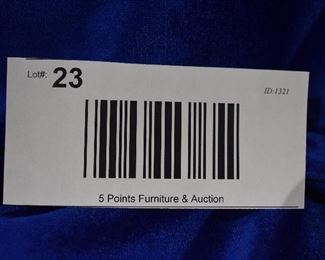 Lot#: 23
ID:1321
5 Points Furniture & Auction